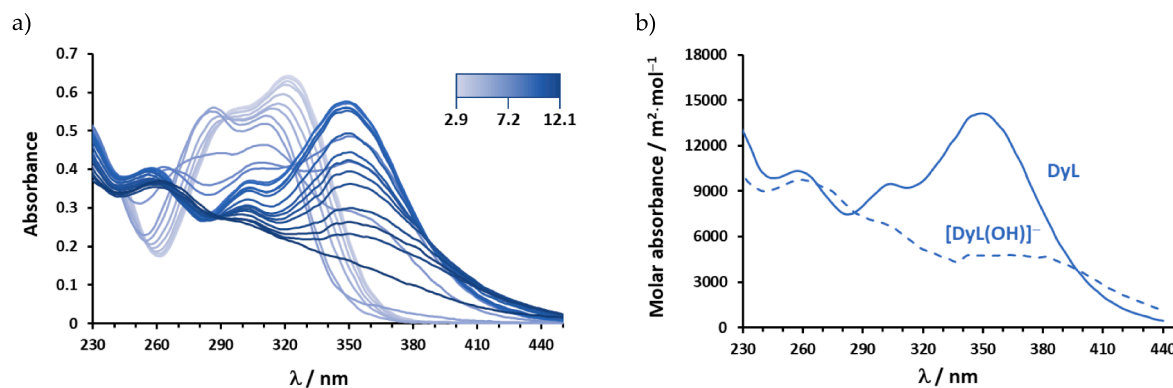 a)
b)
0.7
0.6
0.5
0.4
0.3
0.2
0.1
0
Absorbance
2.9 7.2 12.1
230 260 290 320 350 380 410 440
λ / nm
18000
15000
12000
9000
6000
3000
0
Molar absorbance / m²·mol⁻¹
DyL
[DyL(OH)]⁻
230 260 290 320 350 380 410 440
λ / nm